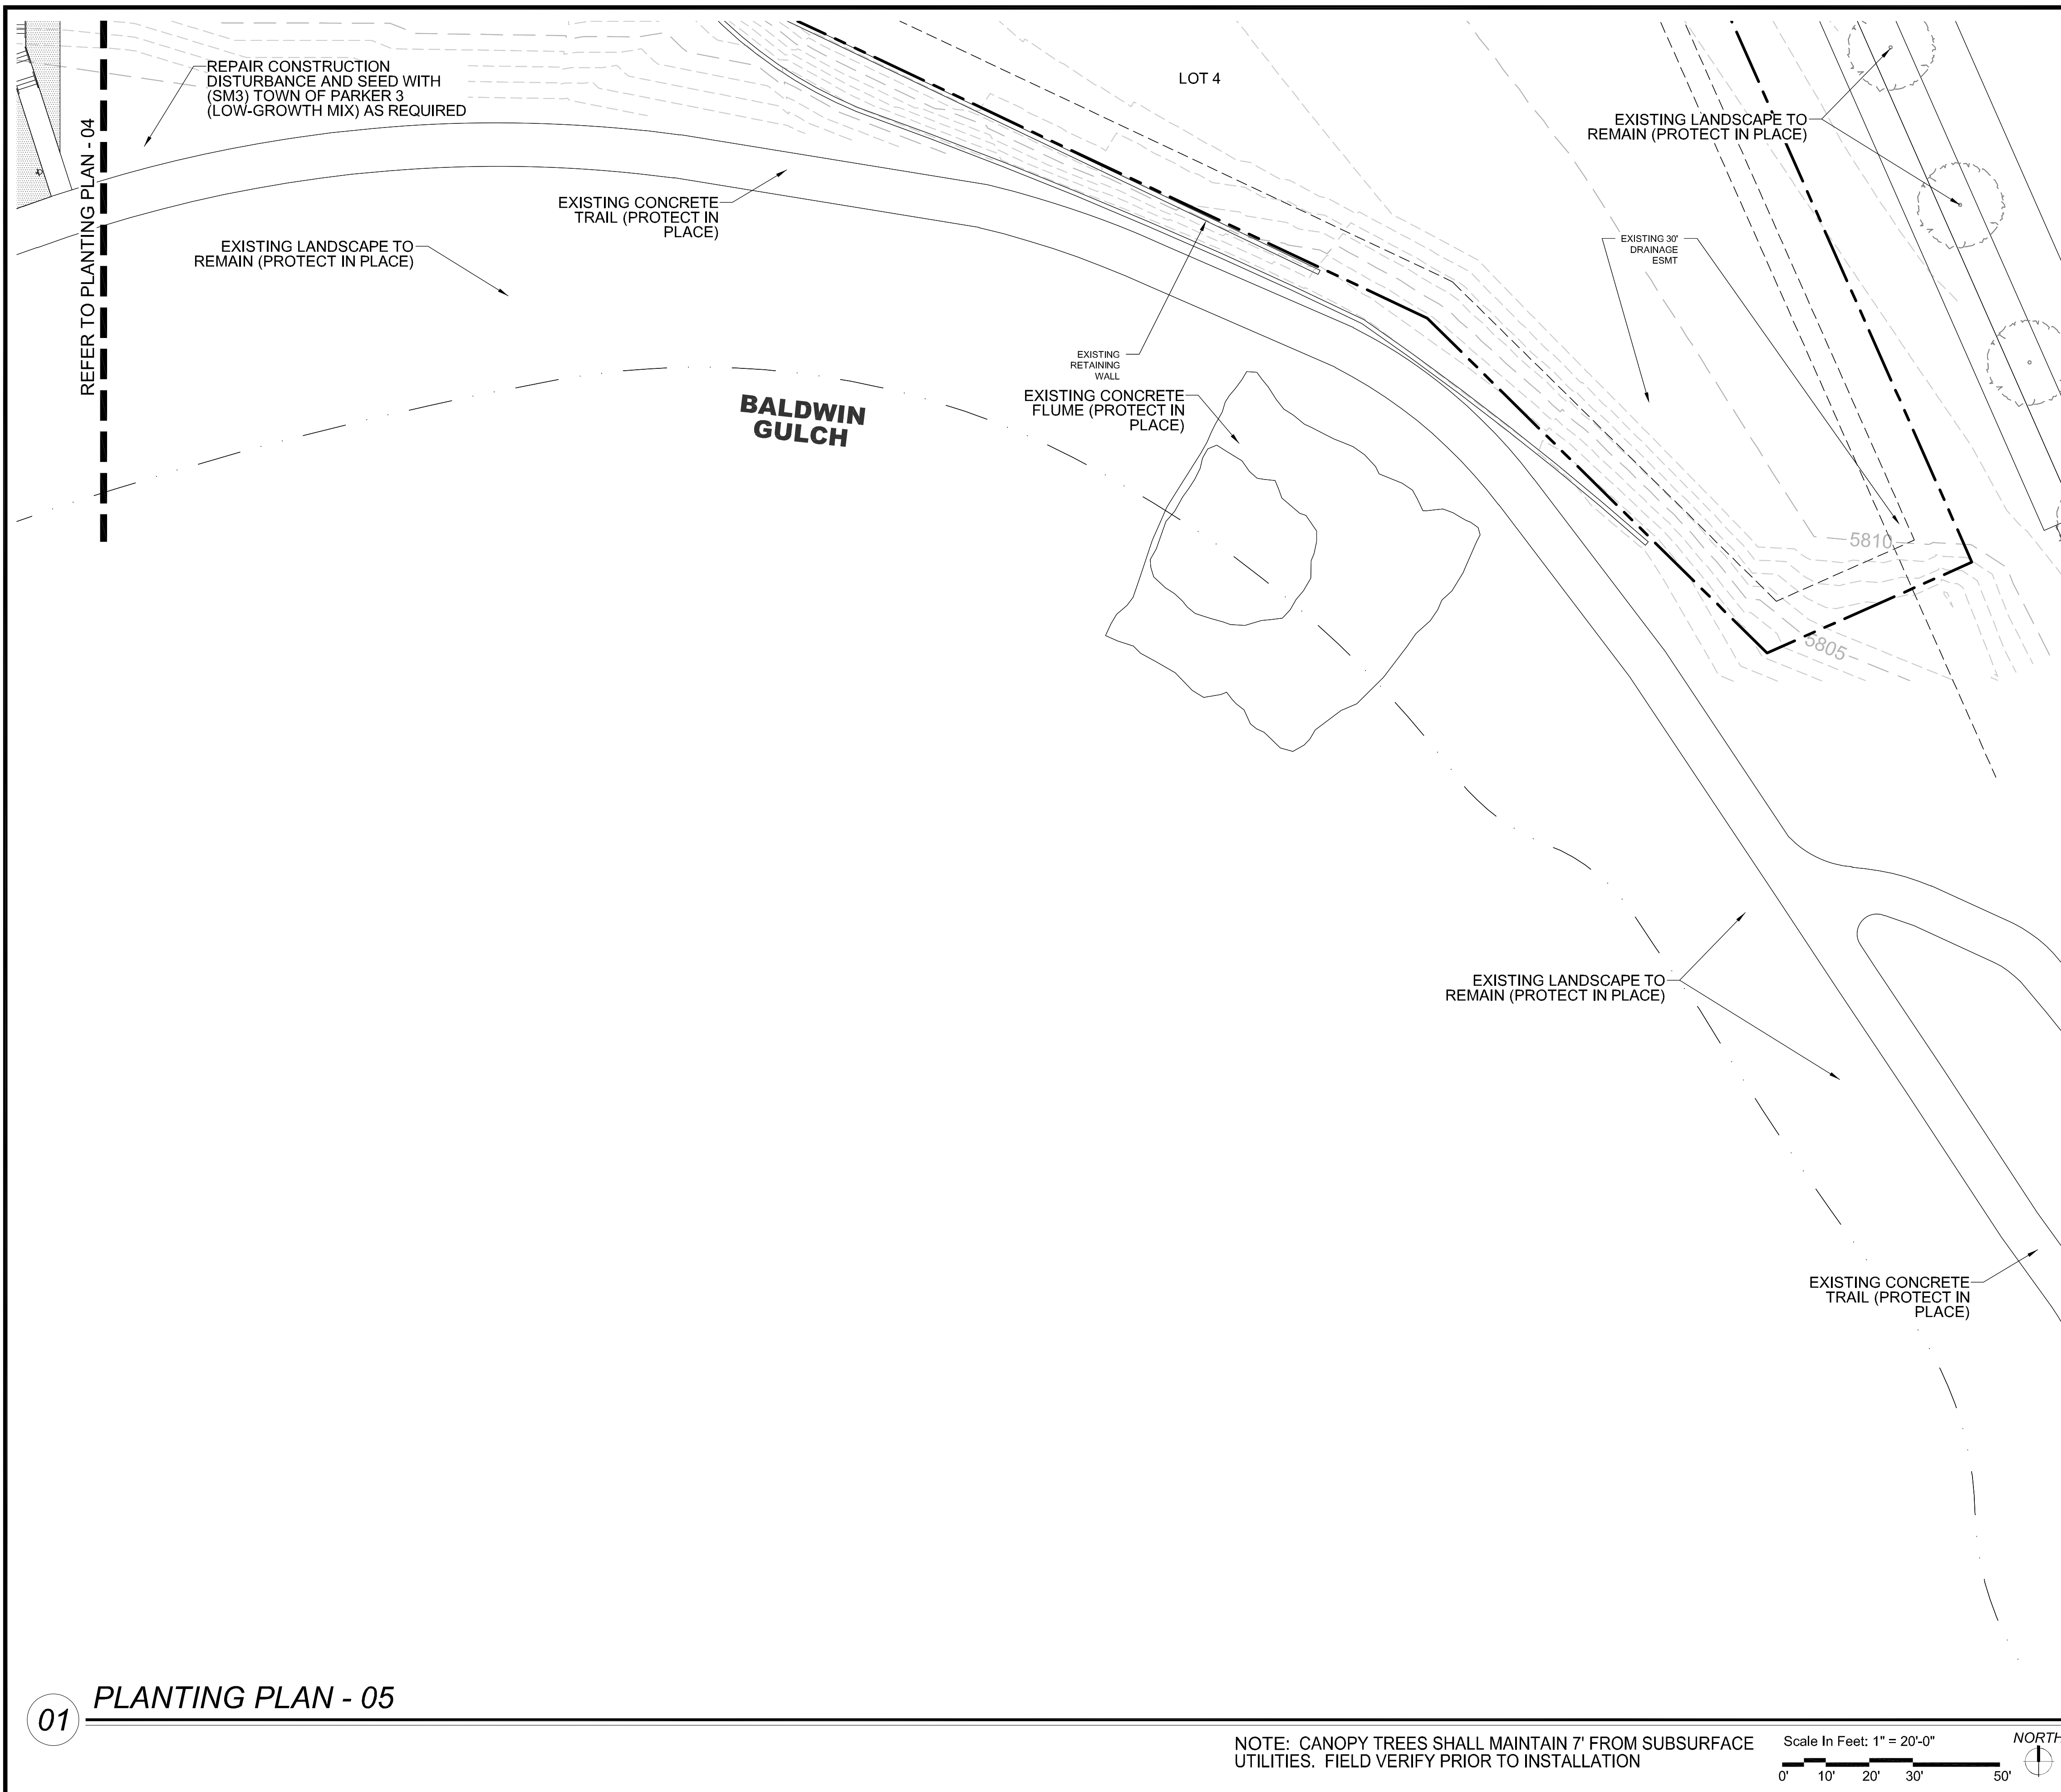 REPAIR CONSTRUCTION
DISTURBANCE AND SEED WITH
(SM3) TOWN OF PARKER 3
(LOW-GROWTH MIX) AS REQUIRED
LOT 4
EXISTING LANDSCAPE TO
REMAIN (PROTECT IN PLACE)
REFER TO PLANTING PLAN - 04
EXISTING CONCRETE
TRAIL (PROTECT IN
PLACE)
EXISTING LANDSCAPE TO
REMAIN (PROTECT IN PLACE)
EXISTING 30'
DRAINAGE
ESMT
EXISTING
RETAINING
WALL
EXISTING CONCRETE
FLUME (PROTECT IN
PLACE)
BALDWIN
GULCH
5810
5805
EXISTING LANDSCAPE TO
REMAIN (PROTECT IN PLACE)
EXISTING CONCRETE
TRAIL (PROTECT IN
PLACE)
01
PLANTING PLAN - 05
NOTE: CANOPY TREES SHALL MAINTAIN 7' FROM SUBSURFACE
UTILITIES. FIELD VERIFY PRIOR TO INSTALLATION
Scale In Feet: 1" = 20'-0"
0' 10' 20' 30' 50'
NORTH